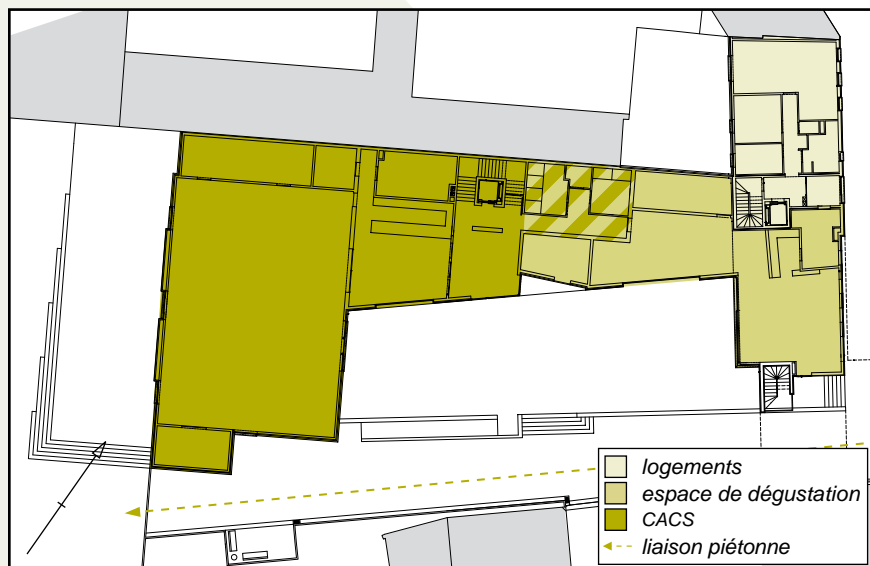 logements
espace de dégustation
CACS
liaison piétonne